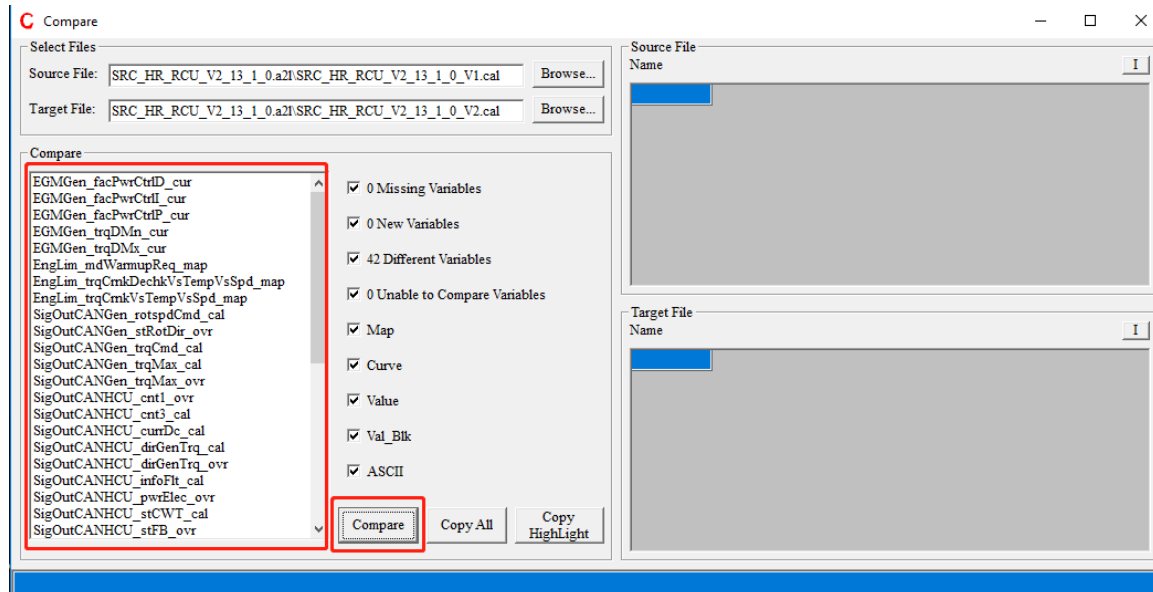 C Compare
Select Files
Source File: SRC_HR_RCU_V2_13_1_0.a2l\SRC_HR_RCU_V2_13_1_0_V1.cal Browse...
Target File: SRC_HR_RCU_V2_13_1_0.a2l\SRC_HR_RCU_V2_13_1_0_V2.cal Browse...
Compare
EGMGen_facPwrCtrlD_cur
EGMGen_facPwrCtrlI_cur
EGMGen_facPwrCtrlP_cur
EGMGen_trqDMn_cur
EGMGen_trqDMx_cur
EngLim_mdWarmupReq_map
EngLim_trqCrnkDechkVsTempVsSpd_map
EngLim_trqCrnkVsTempVsSpd_map
SigOutCANGen_rotspdCmd_cal
SigOutCANGen_stRotDir_ovr
SigOutCANGen_trqCmd_cal
SigOutCANGen_trqMax_cal
SigOutCANGen_trqMax_ovr
SigOutCANHCU_cnt1_ovr
SigOutCANHCU_cnt3_cal
SigOutCANHCU_currDc_cal
SigOutCANHCU_dirGenTrq_cal
SigOutCANHCU_dirGenTrq_ovr
SigOutCANHCU_infoFlt_cal
SigOutCANHCU_pwrElec_ovr
SigOutCANHCU_stCWT_cal
SigOutCANHCU_stFB_ovr
0 Missing Variables
0 New Variables
42 Different Variables
0 Unable to Compare Variables
Map
Curve
Value
Val_Blk
ASCII
Compare Copy All Copy
HighLight
Source File
Name I
Target File
Name I